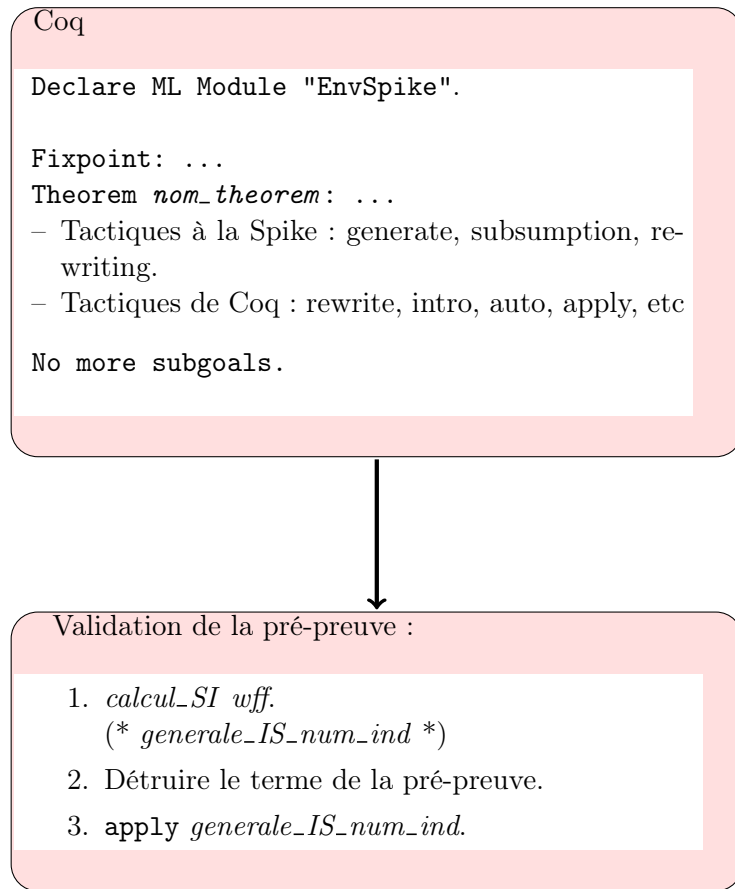 Coq
Declare ML Module "EnvSpike".
Fixpoint: ...
Theorem nom_theorem: ...
– Tactiques à la Spike : generate, subsumption, re-
writing.
– Tactiques de Coq : rewrite, intro, auto, apply, etc
No more subgoals.
Validation de la pré-preuve :
1. calcul_SI wff.
(* generale_IS_num_ind *)
2. Détruire le terme de la pré-preuve.
3. apply generale_IS_num_ind.